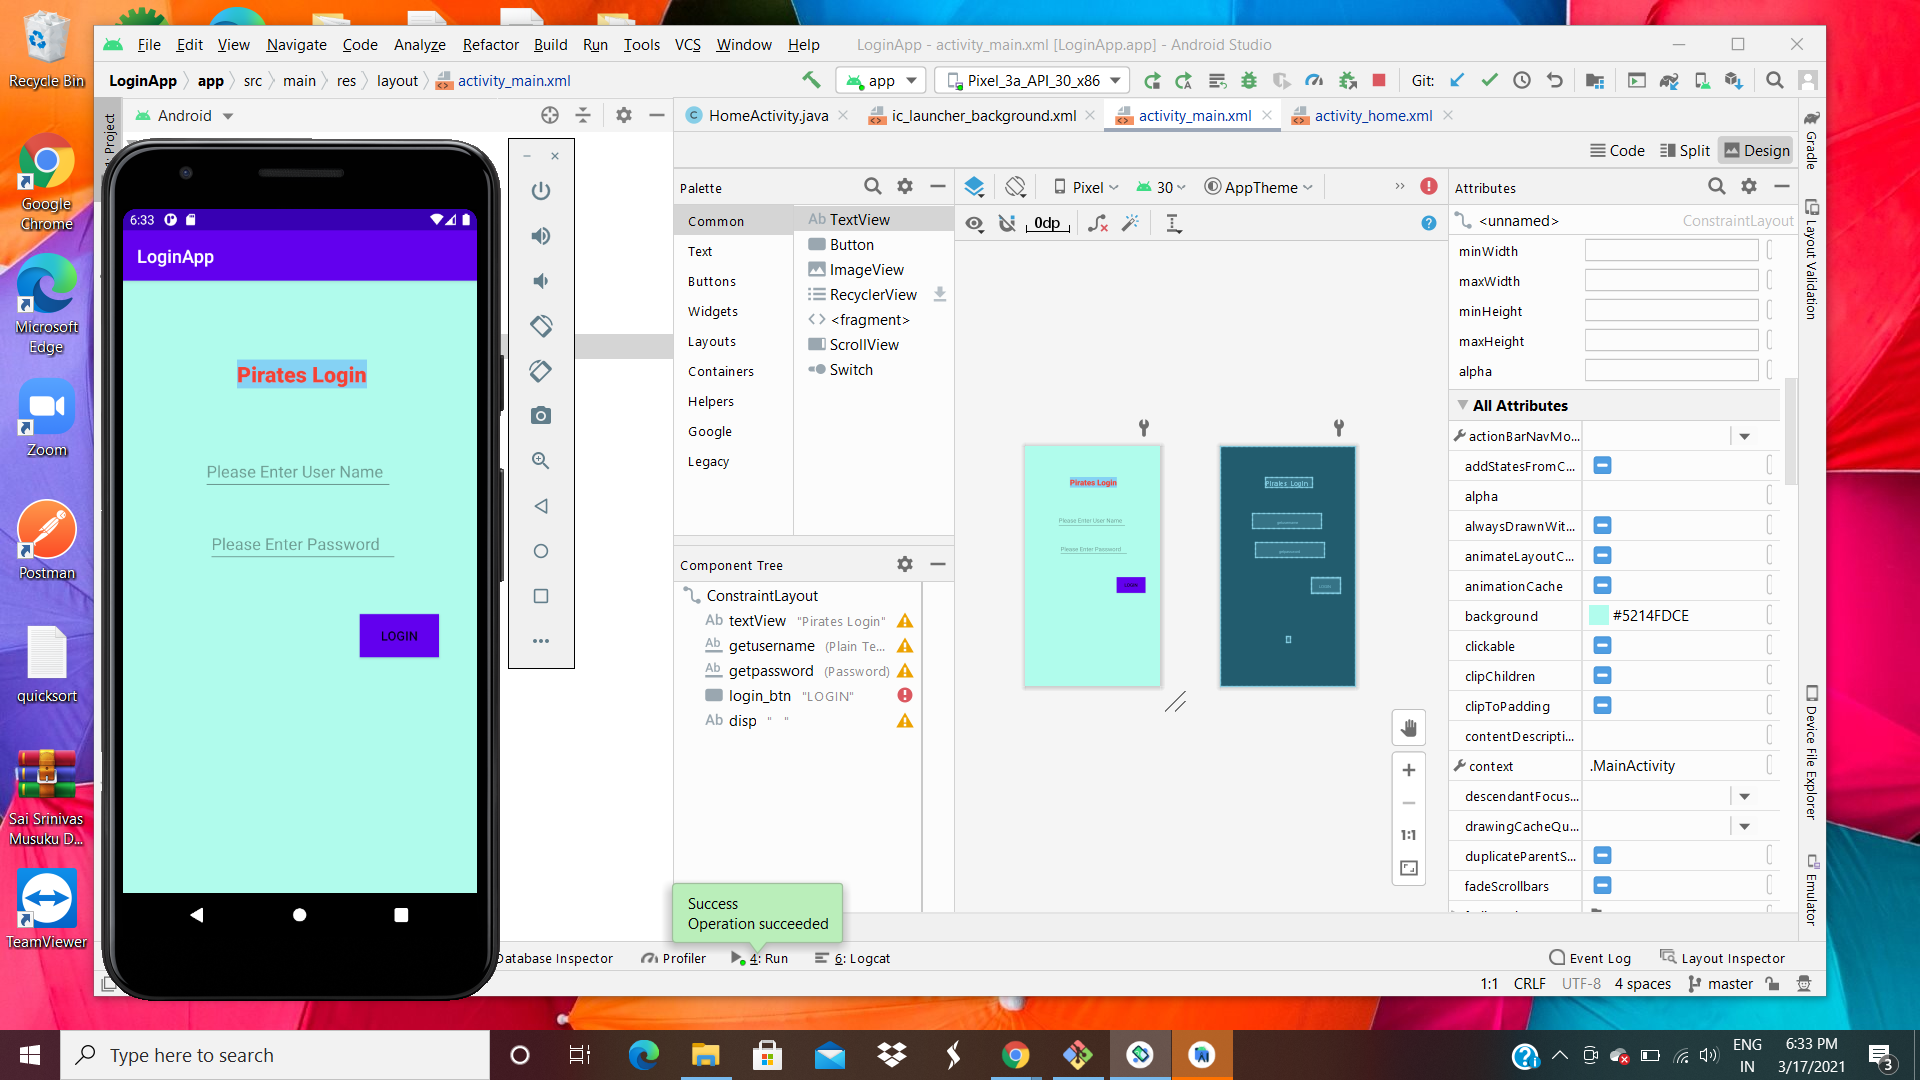 Recycle Bin
Google
Chrome
Microsoft
Edge
Zoom
Postman
quicksort
Sai Srinivas
Musuku D...
TeamViewer
File Edit View Navigate Code Analyze Refactor Build Run Tools VCS Window Help LoginApp - activity_main.xml [LoginApp.app] - Android Studio
LoginApp app src main res layout activity_main.xml app Pixel_3a_API_30_x86 Git:
Project
Android
HomeActivity.java ic_launcher_background.xml activity_main.xml activity_home.xml
Code Split Design
6:33
LoginApp
Pirates Login
Please Enter User Name
Please Enter Password
LOGIN
Palette
Common
Text
Buttons
Widgets
Layouts
Containers
Helpers
Google
Legacy
Ab TextView
Button
ImageView
RecyclerView
<fragment>
ScrollView
Switch
Component Tree
ConstraintLayout
Ab textView "Pirates Login"
Ab getusername (Plain Te...
Ab getpassword (Password)
login_btn "LOGIN"
Ab disp " "
Pixel 30 AppTheme »
0dp
Pirates Login
Please Enter User Name
Please Enter Password
Pirates Login
1:1
Attributes
<unnamed> ConstraintLayout
minWidth
maxWidth
minHeight
maxHeight
alpha
All Attributes
actionBarNavMo...
addStatesFromC...
alpha
alwaysDrawnWit...
animateLayoutC...
animationCache
background #5214FDCE
clickable
clipChildren
clipToPadding
contentDescripti...
context .MainActivity
descendantFocus...
drawingCacheQu...
duplicateParentS...
fadeScrollbars
Gradle
Layout Validation
Device File Explorer
Emulator
Success
Operation succeeded
Database Inspector Profiler 4: Run 6: Logcat Event Log Layout Inspector
1:1 CRLF UTF-8 4 spaces master
Type here to search
ENG
IN
6:33 PM
3/17/2021
3